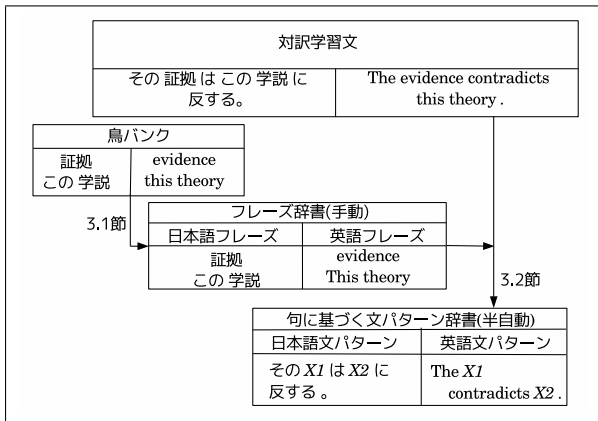 対訳学習文
その 証拠 は この 学説 に
反する。
The evidence contradicts
this theory .
鳥バンク
証拠
この 学説
evidence
this theory
3.1節
フレーズ辞書(手動)
日本語フレーズ
英語フレーズ
証拠
この 学説
evidence
This theory
3.2節
句に基づく文パターン辞書(半自動)
日本語文パターン
英語文パターン
その X1 は X2 に
反する 。
The X1
contradicts X2 .